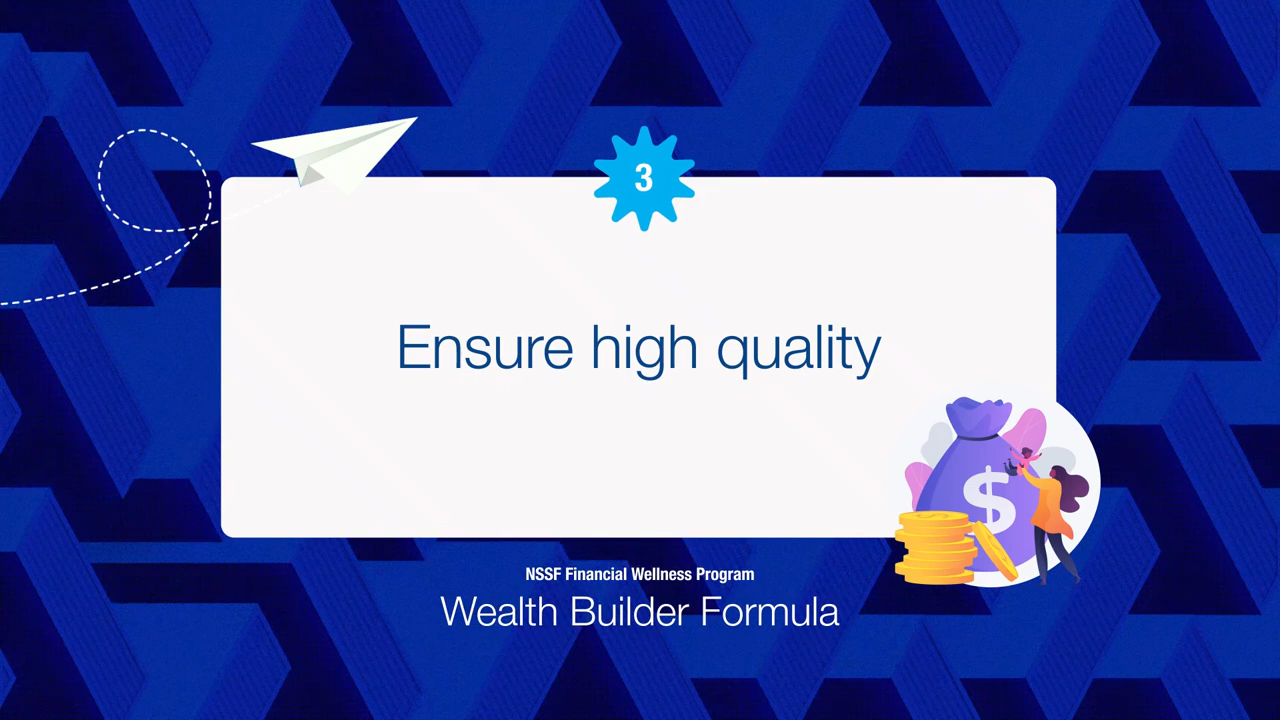 3
Ensure high quality
$
NSSF Financial Wellness Program
Wealth Builder Formula